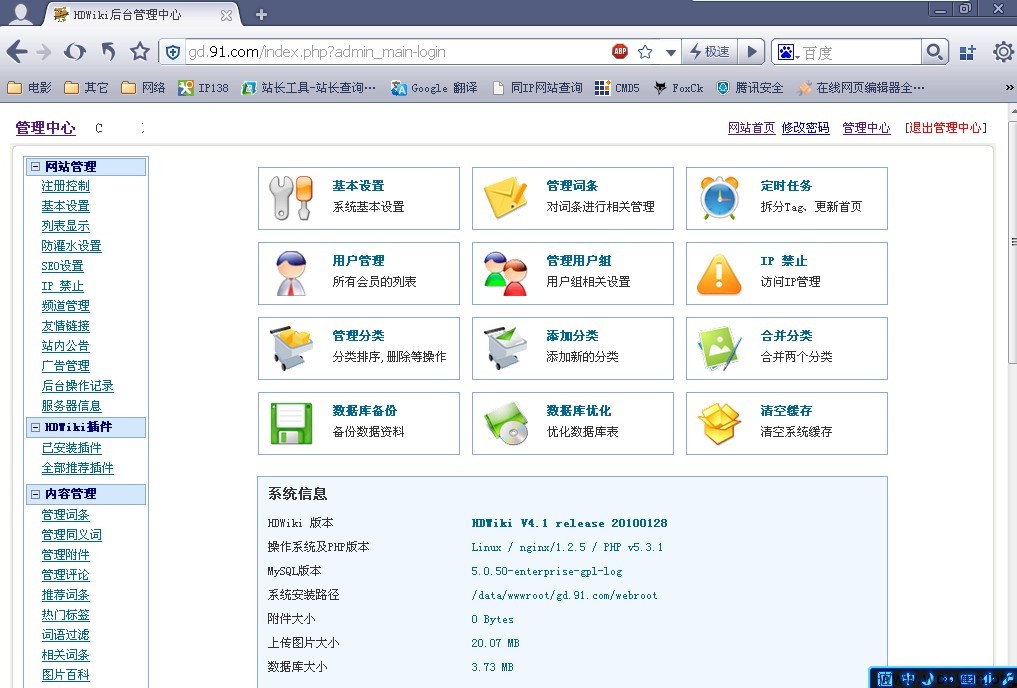 HDWiki后台管理中心
gd.91.com/index.php?admin_main-login
ABP
极速
百度
电影 其它 网络 IP138 站长工具-站长查询… Google 翻译 同IP网站查询 CMD5 FoxCk 腾讯安全 在线网页编辑器全…
管理中心 C
网站首页 修改密码 管理中心 [退出管理中心]
网站管理
注册控制
基本设置
列表显示
防灌水设置
SEO设置
IP 禁止
频道管理
友情链接
站内公告
广告管理
后台操作记录
服务器信息
HDWiki插件
已安装插件
全部推荐插件
内容管理
管理词条
管理同义词
管理附件
管理评论
推荐词条
热门标签
词语过滤
相关词条
图片百科
基本设置
系统基本设置
管理词条
对词条进行相关管理
定时任务
拆分Tag、更新首页
用户管理
所有会员的列表
管理用户组
用户组相关设置
IP 禁止
访问IP管理
管理分类
分类排序,删除等操作
添加分类
添加新的分类
合并分类
合并两个分类
数据库备份
备份数据资料
数据库优化
优化数据库表
清空缓存
清空系统缓存
系统信息
HDWiki 版本 HDWiki V4.1 release 20100128
操作系统及PHP版本 Linux / nginx/1.2.5 / PHP v5.3.1
MySQL版本 5.0.50-enterprise-gpl-log
系统安装路径 /data/wwwroot/gd.91.com/webroot
附件大小 0 Bytes
上传图片大小 20.07 MB
数据库大小 3.73 MB
中